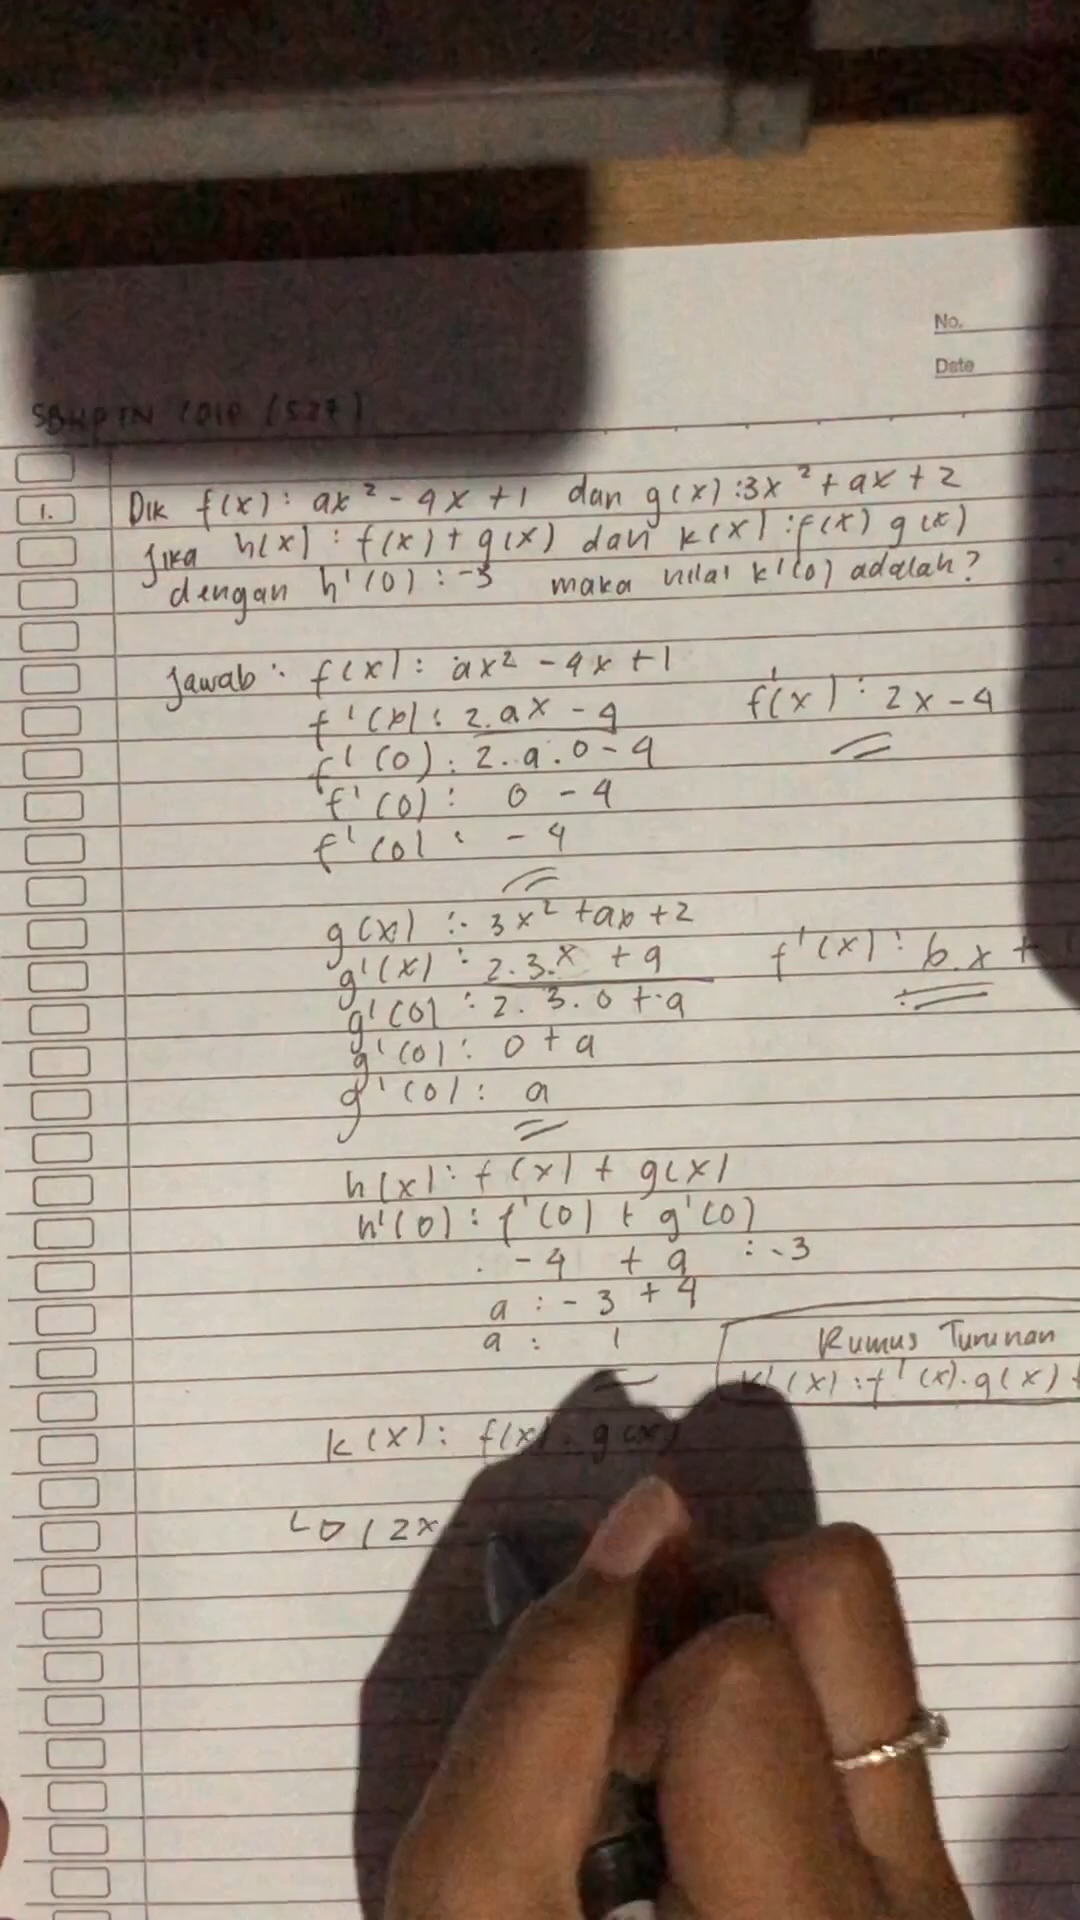 No.
Date
1. Dik f(x) : ax² - 4x + 1 dan g(x) : 3x² + ax + 2
Jika h(x) : f(x) + g(x) dan k(x) : f(x) g(x)
dengan h'(0) : -3 maka nilai k'(0) adalah?
Jawab : f(x) : ax² - 4x + 1
f'(x) : 2.ax - 4 f'(x) : 2x - 4
f'(0) : 2.a.0 - 4
f'(0) : 0 - 4
f'(0) : - 4
g(x) : 3x² + ax + 2
g'(x) : 2.3.x + a f'(x) : 6.x +
g'(0) : 2.3.0 + a
g'(0) : 0 + a
g'(0) : a
h(x) : f(x) + g(x)
h'(0) : f'(0) + g'(0)
- 4 + a : -3
a : - 3 + 4
a : 1
Rumus Turunan
k'(x) : f'(x).g(x) +
k(x) : f(x) . g(x)
(2x